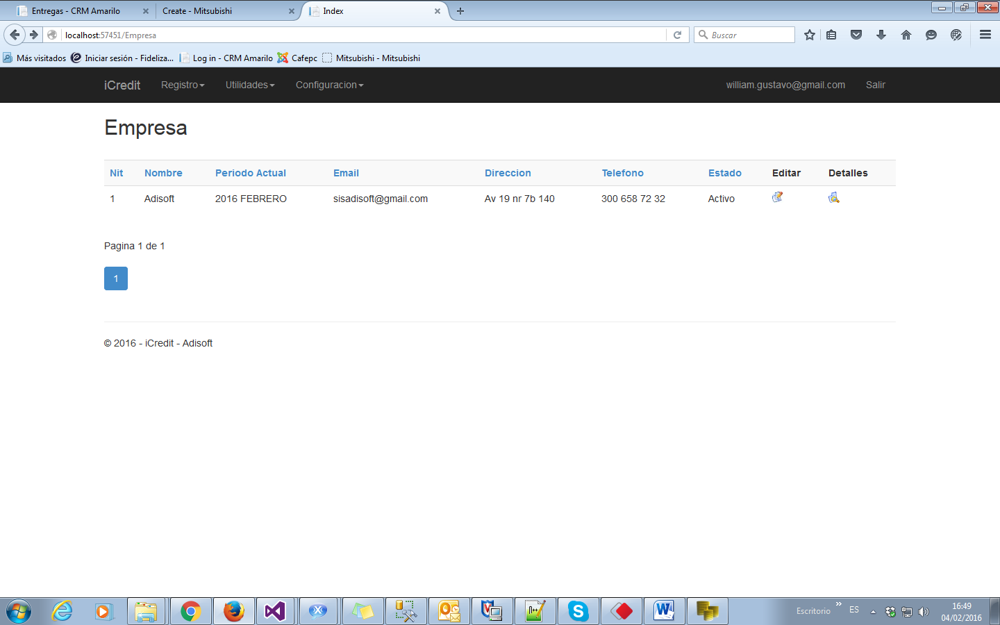 Entregas - CRM Amarilo
Create - Mitsubishi
Index
localhost:57451/Empresa
Buscar
Más visitados
Iniciar sesión - Fideliza...
Log in - CRM Amarilo
Cafepc
Mitsubishi - Mitsubishi
iCredit
Registro
Utilidades
Configuracion
william.gustavo@gmail.com
Salir
Empresa
Nit Nombre Periodo Actual Email Direccion Telefono Estado Editar Detalles
1 Adisoft 2016 FEBRERO sisadisoft@gmail.com Av 19 nr 7b 140 300 658 72 32 Activo
Pagina 1 de 1
1
© 2016 - iCredit - Adisoft
Escritorio
ES
16:49
04/02/2016